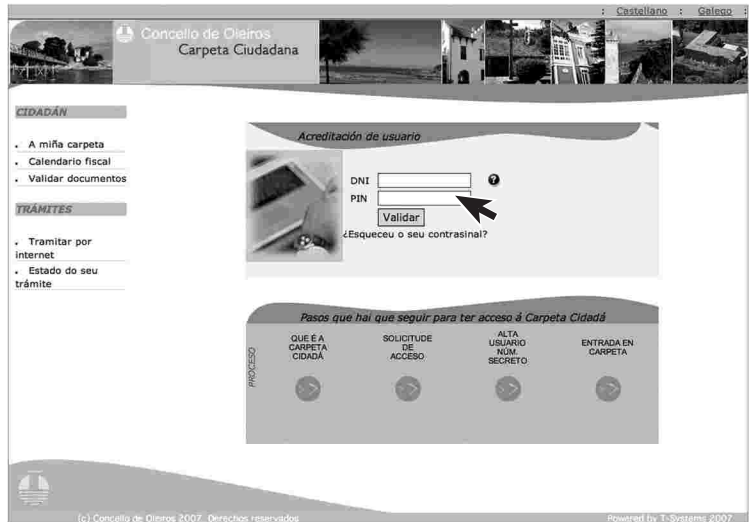 : Castellano : Galego :
Concello de Oleiros
Carpeta Ciudadana
CIDADÁN
. A miña carpeta
. Calendario fiscal
. Validar documentos
TRÁMITES
. Tramitar por
internet
. Estado do seu
trámite
Acreditación de usuario
DNI
?
PIN
Validar
¿Esqueceu o seu contrasinal?
Pasos que hai que seguir para ter acceso á Carpeta Cidadá
PROCESO
QUE É A
CARPETA
CIDADÁ
SOLICITUDE
DE
ACCESO
ALTA
USUARIO
NÚM.
SECRETO
ENTRADA EN
CARPETA
>>
>>
>>
>>
(c) Concello de Oleiros 2007. Derechos reservados
Powered by T-Systems 2007